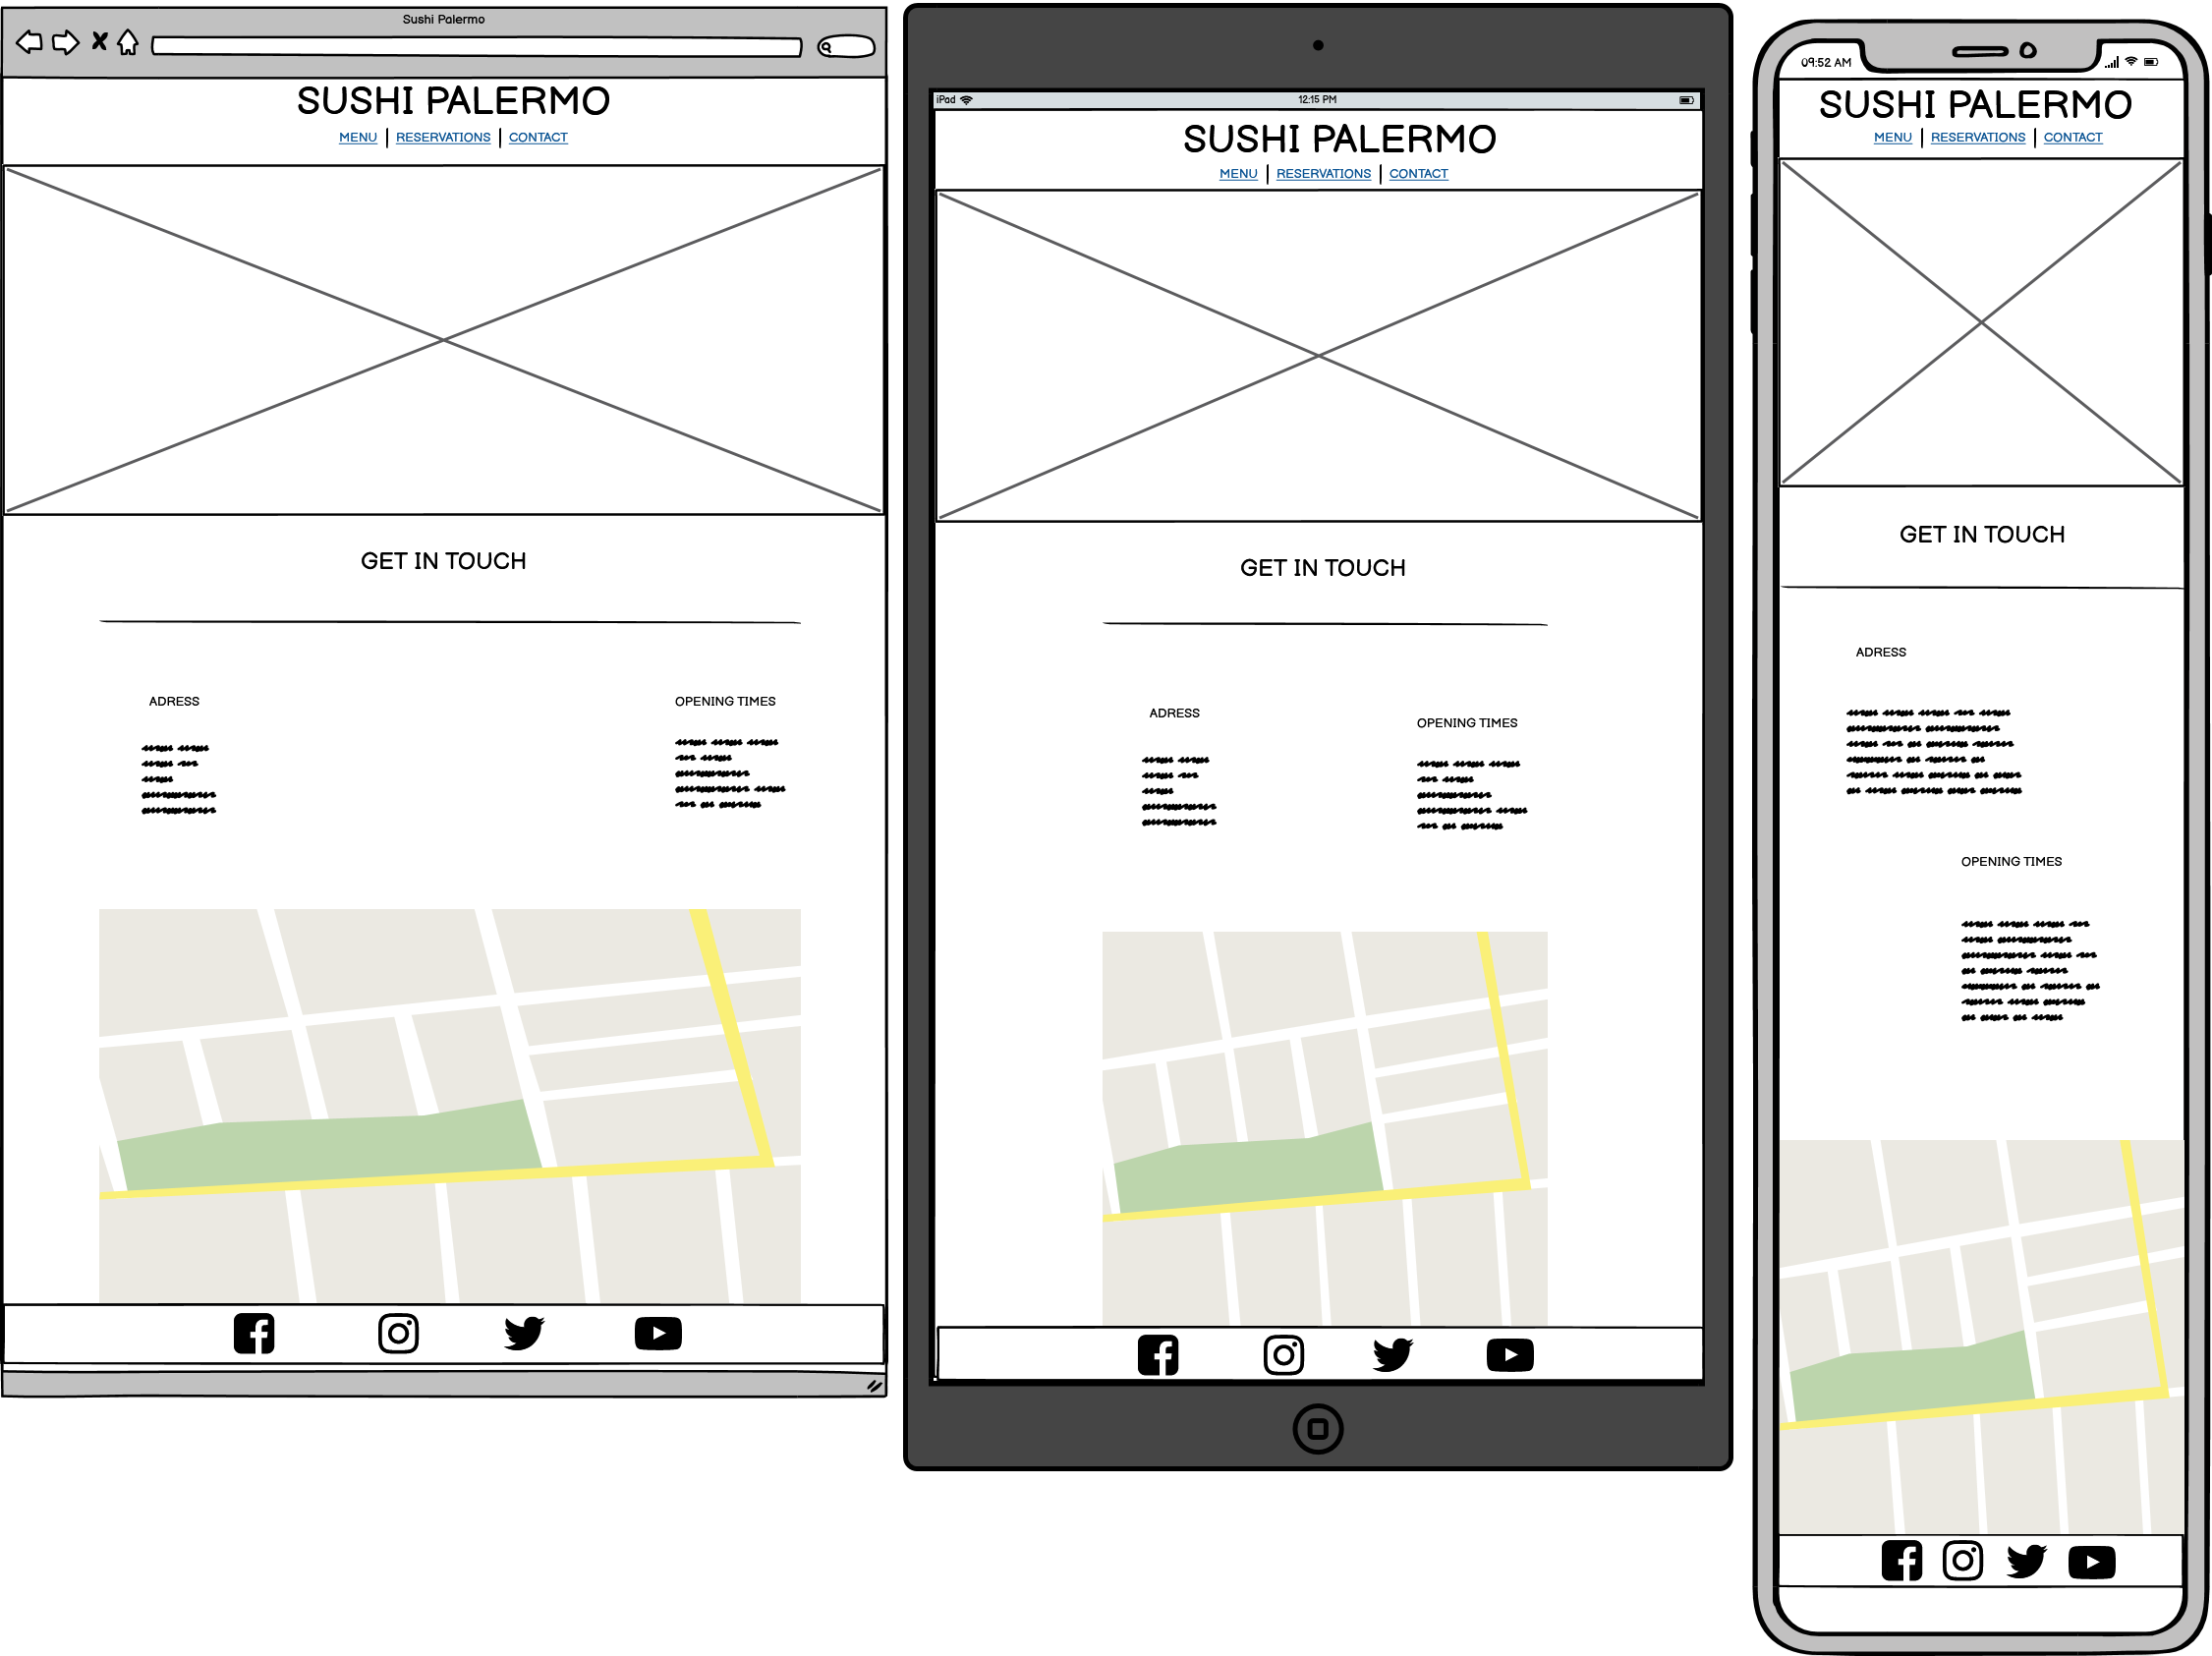 Sushi Palermo
SUSHI PALERMO
MENU | RESERVATIONS | CONTACT
GET IN TOUCH
ADRESS
OPENING TIMES
iPad
12:15 PM
SUSHI PALERMO
MENU | RESERVATIONS | CONTACT
GET IN TOUCH
ADRESS
OPENING TIMES
09:52 AM
SUSHI PALERMO
MENU | RESERVATIONS | CONTACT
GET IN TOUCH
ADRESS
OPENING TIMES